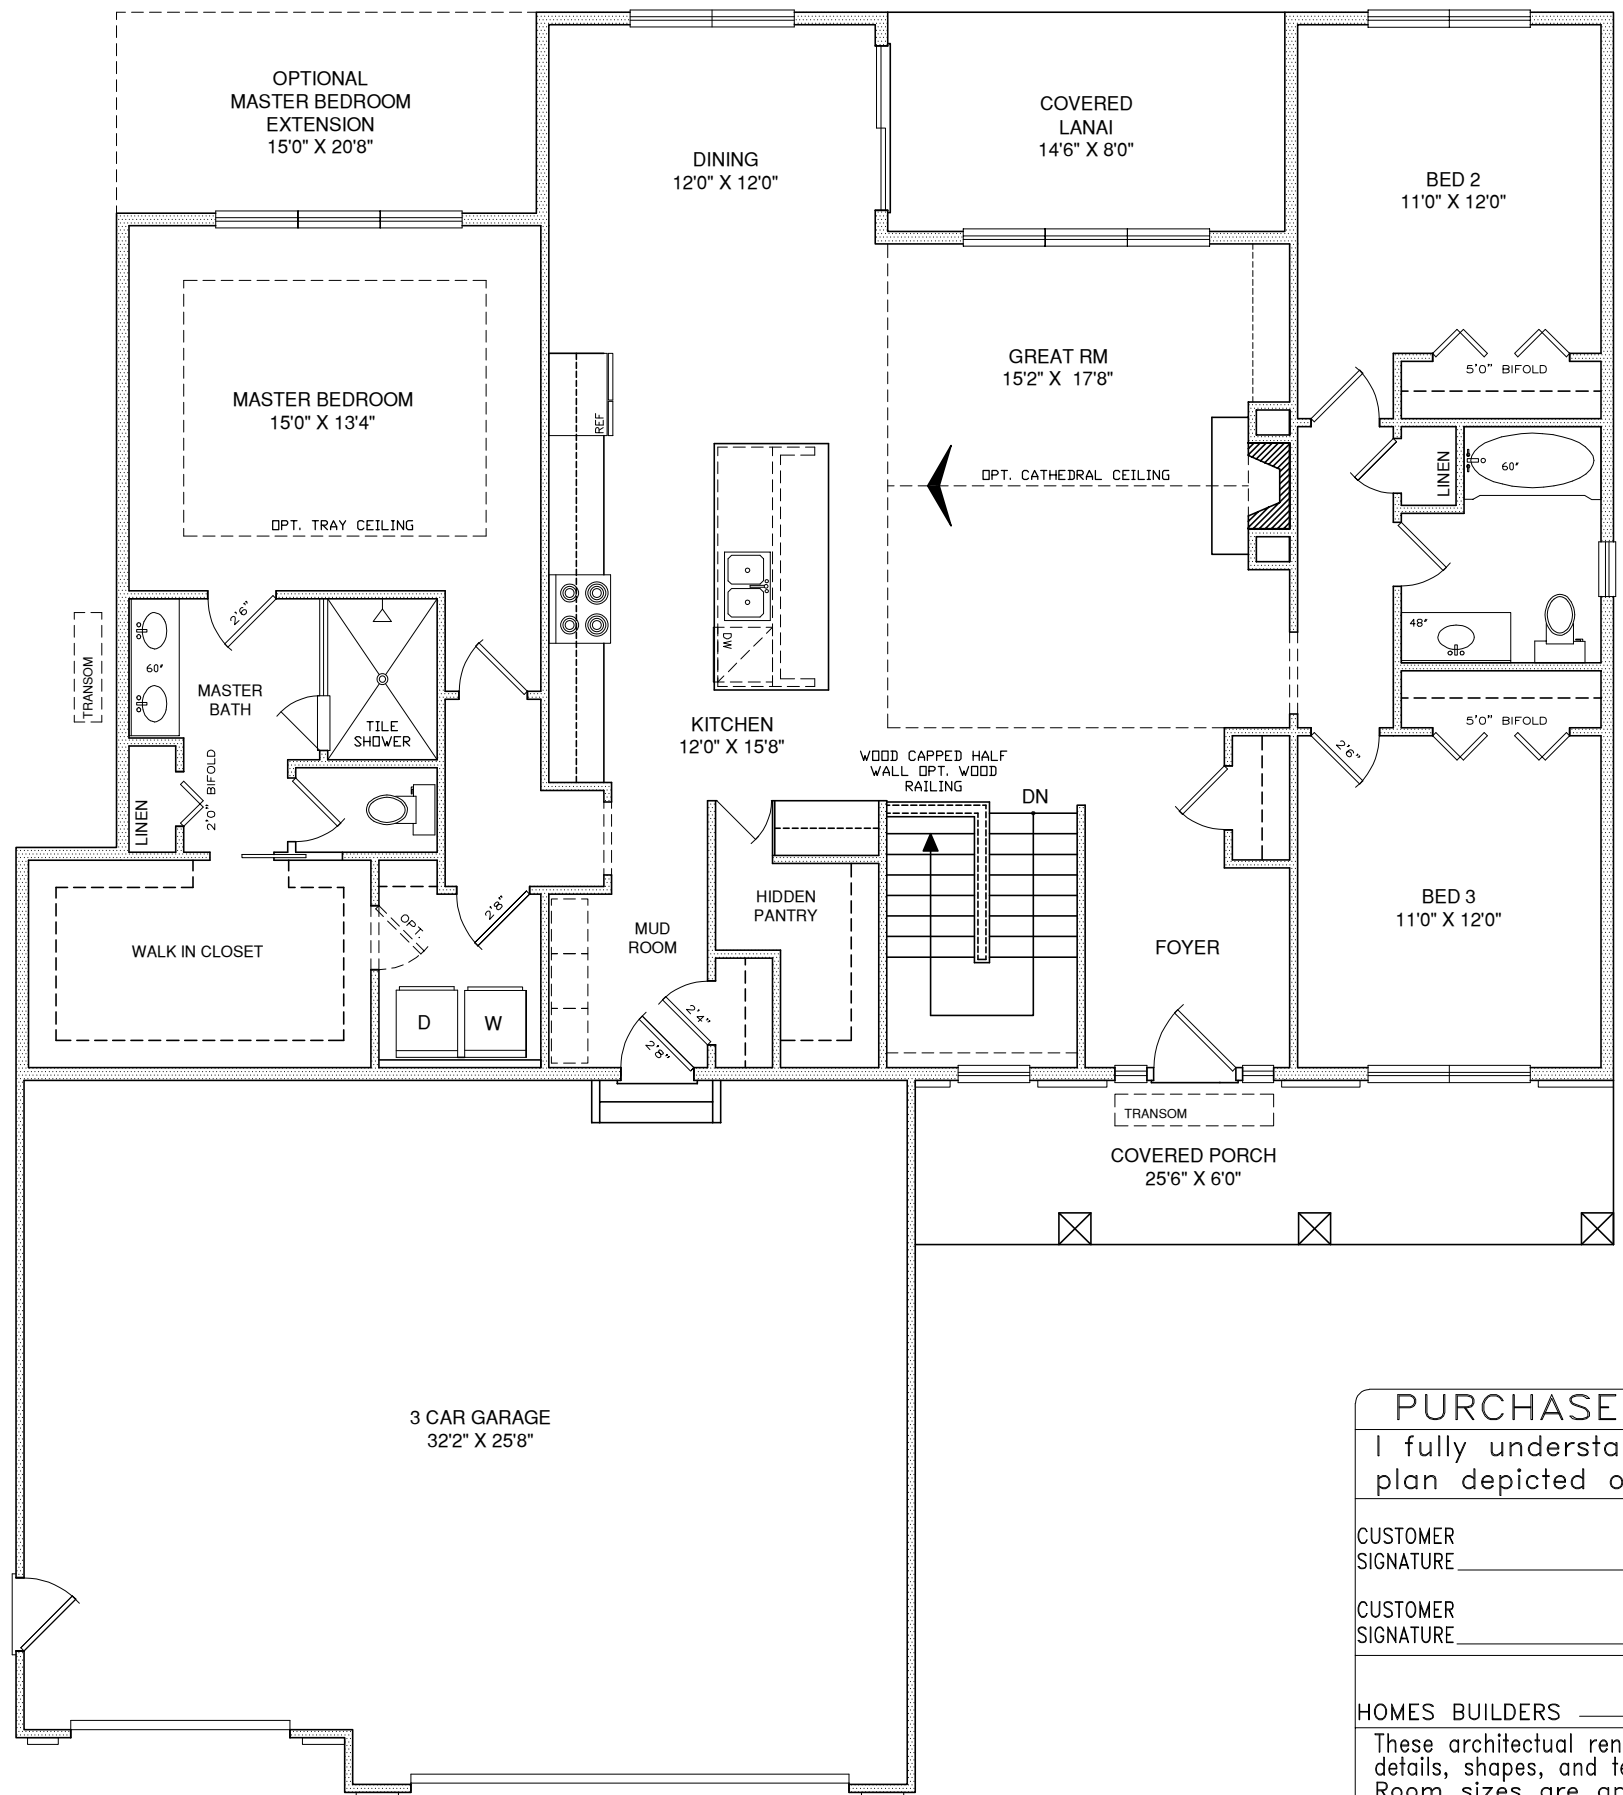 OPTIONAL
MASTER BEDROOM
EXTENSION
15'0" X 20'8"
DINING
12'0" X 12'0"
COVERED
LANAI
14'6" X 8'0"
BED 2
11'0" X 12'0"
MASTER BEDROOM
15'0" X 13'4"
OPT. TRAY CEILING
REF
GREAT RM
15'2" X 17'8"
OPT. CATHEDRAL CEILING
5'0" BIFOLD
LINEN
60"
48"
5'0" BIFOLD
2'6"
TRANSOM
60"
2'6"
MASTER
BATH
TILE
SHOWER
LINEN
2'0" BIFOLD
DW
KITCHEN
12'0" X 15'8"
WOOD CAPPED HALF
WALL OPT. WOOD
RAILING
DN
WALK IN CLOSET
OPT.
2'8"
D
W
MUD
ROOM
2'4"
2'8"
HIDDEN
PANTRY
FOYER
BED 3
11'0" X 12'0"
TRANSOM
COVERED PORCH
25'6" X 6'0"
3 CAR GARAGE
32'2" X 25'8"
PURCHASE
I fully understa
plan depicted o
CUSTOMER
SIGNATURE
CUSTOMER
SIGNATURE
HOMES BUILDERS
These architectual ren
details, shapes, and te
Room sizes are ap